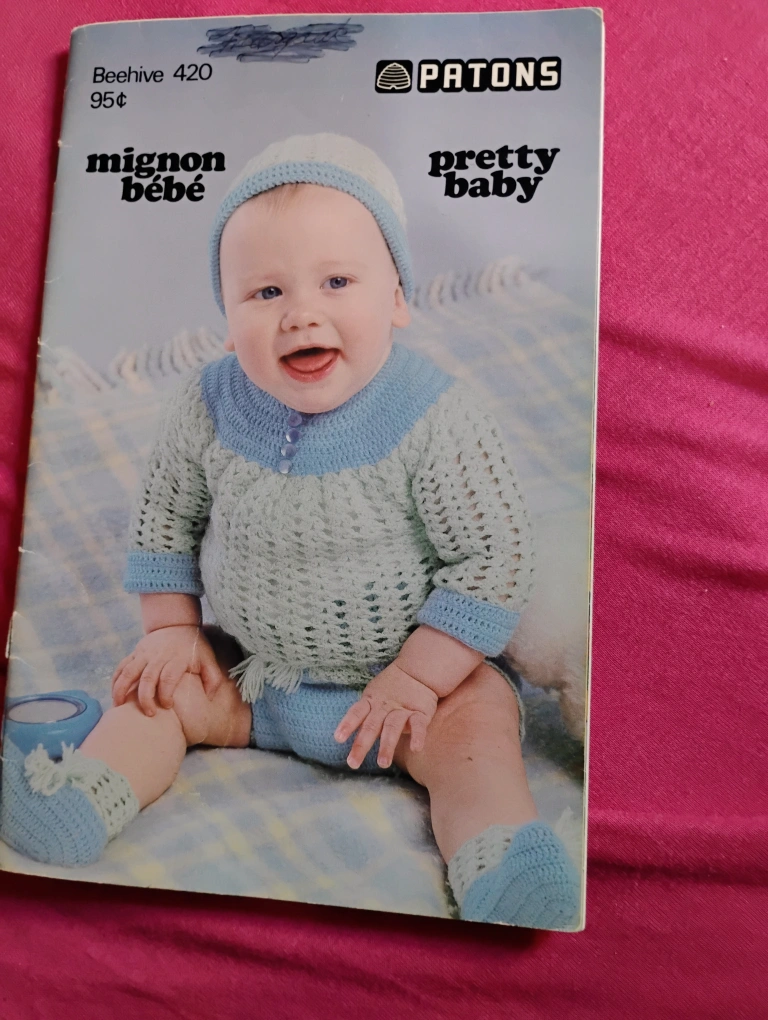 Beehive 420
95¢
PATONS
mignon
bébé
pretty
baby